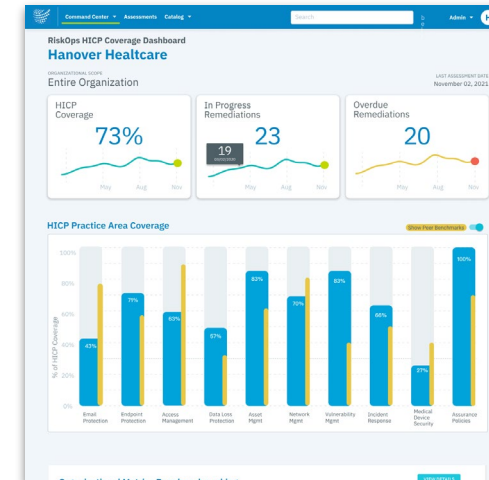 Command Center Assessments Catalog Search Admin H
RiskOps HICP Coverage Dashboard
Hanover Healtcare
ORGANIZATIONAL SCOPE
Entire Organization
LAST ASSESSMENT DATE
November 02, 2021
HICP
Coverage
73%
May Aug Nov
In Progress
Remediations
23
19
May Aug Nov
Overdue
Remediations
20
May Aug Nov
HICP Practice Area Coverage
Show Peer Benchmarks
% of HICP Coverage
100%
80%
60%
40%
20%
0%
43%
71%
60%
57%
83%
70%
83%
66%
27%
100%
Email
Protection
Endpoint
Protection
Access
Management
Data Loss
Protection
Asset
Mgmt
Network
Mgmt
Vulnerability
Mgmt
Incident
Response
Medical
Device
Security
Assurance
Policies
VIEW DETAILS